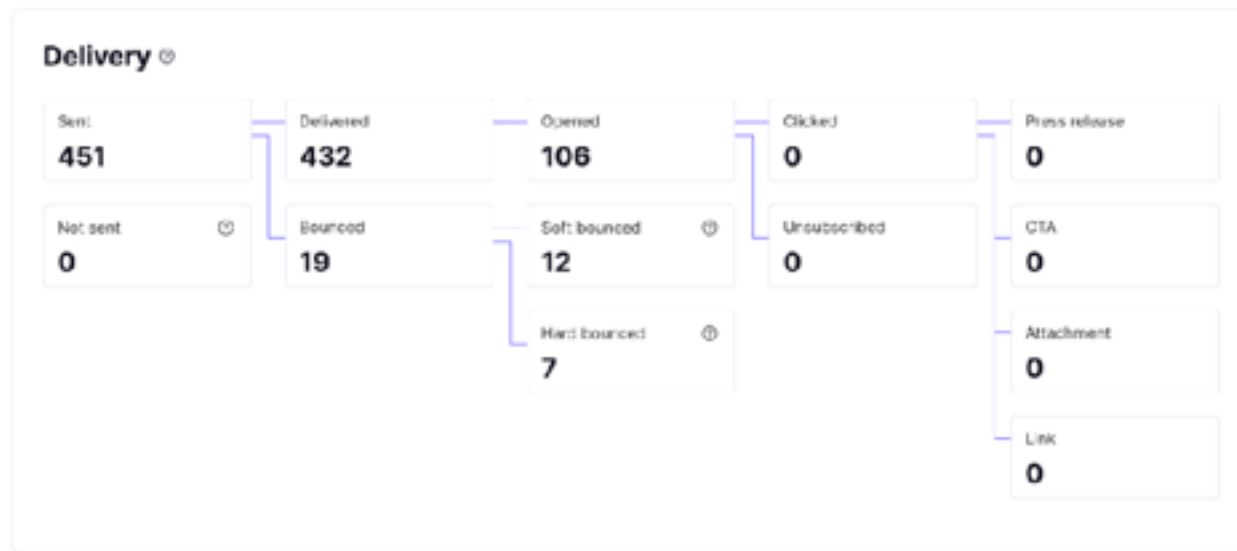 Delivery
Sent
451
Delivered
432
Opened
106
Clicked
0
Press release
0
Not sent
0
Bounced
19
Soft bounced
12
Unsubscribed
0
CTA
0
Hard bounced
7
Attachment
0
Link
0